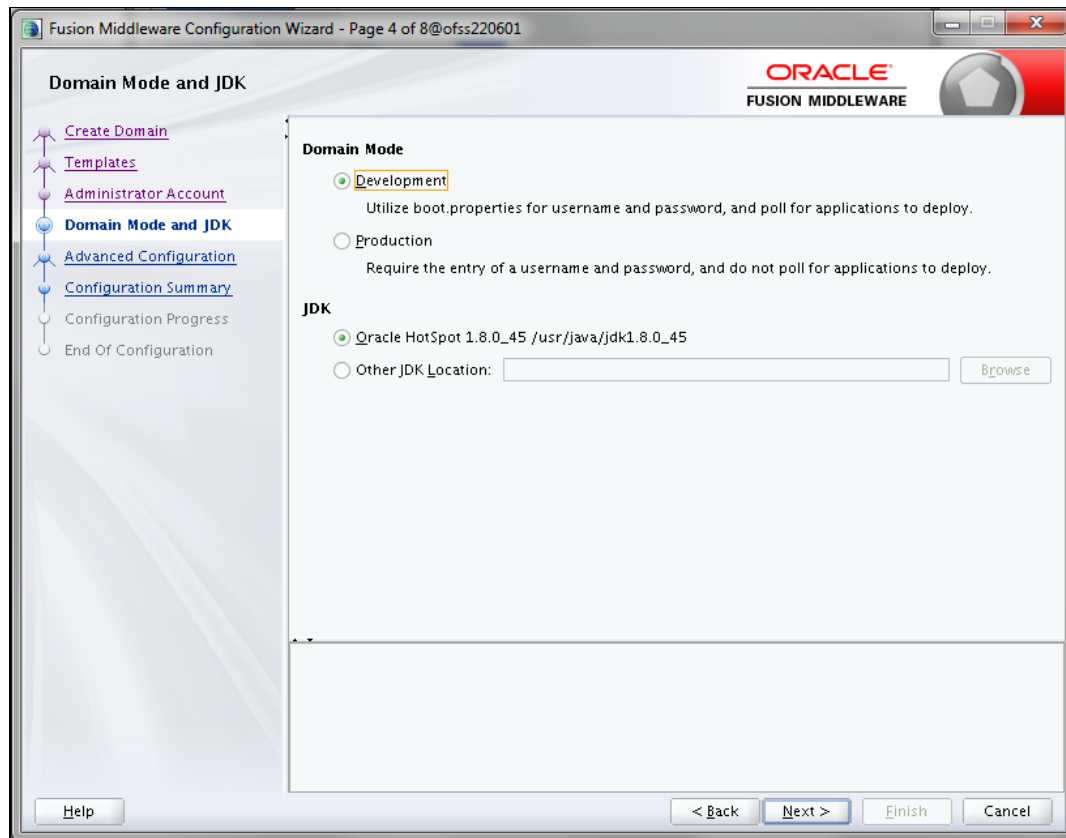 Fusion Middleware Configuration Wizard - Page 4 of 8@ofss220601
Domain Mode and JDK
ORACLE
FUSION MIDDLEWARE
Create Domain
Templates
Administrator Account
Domain Mode and JDK
Advanced Configuration
Configuration Summary
Configuration Progress
End Of Configuration
Domain Mode
Development
Utilize boot.properties for username and password, and poll for applications to deploy.
Production
Require the entry of a username and password, and do not poll for applications to deploy.
JDK
Oracle HotSpot 1.8.0_45 /usr/java/jdk1.8.0_45
Other JDK Location:
Browse
Help
< Back
Next >
Finish
Cancel